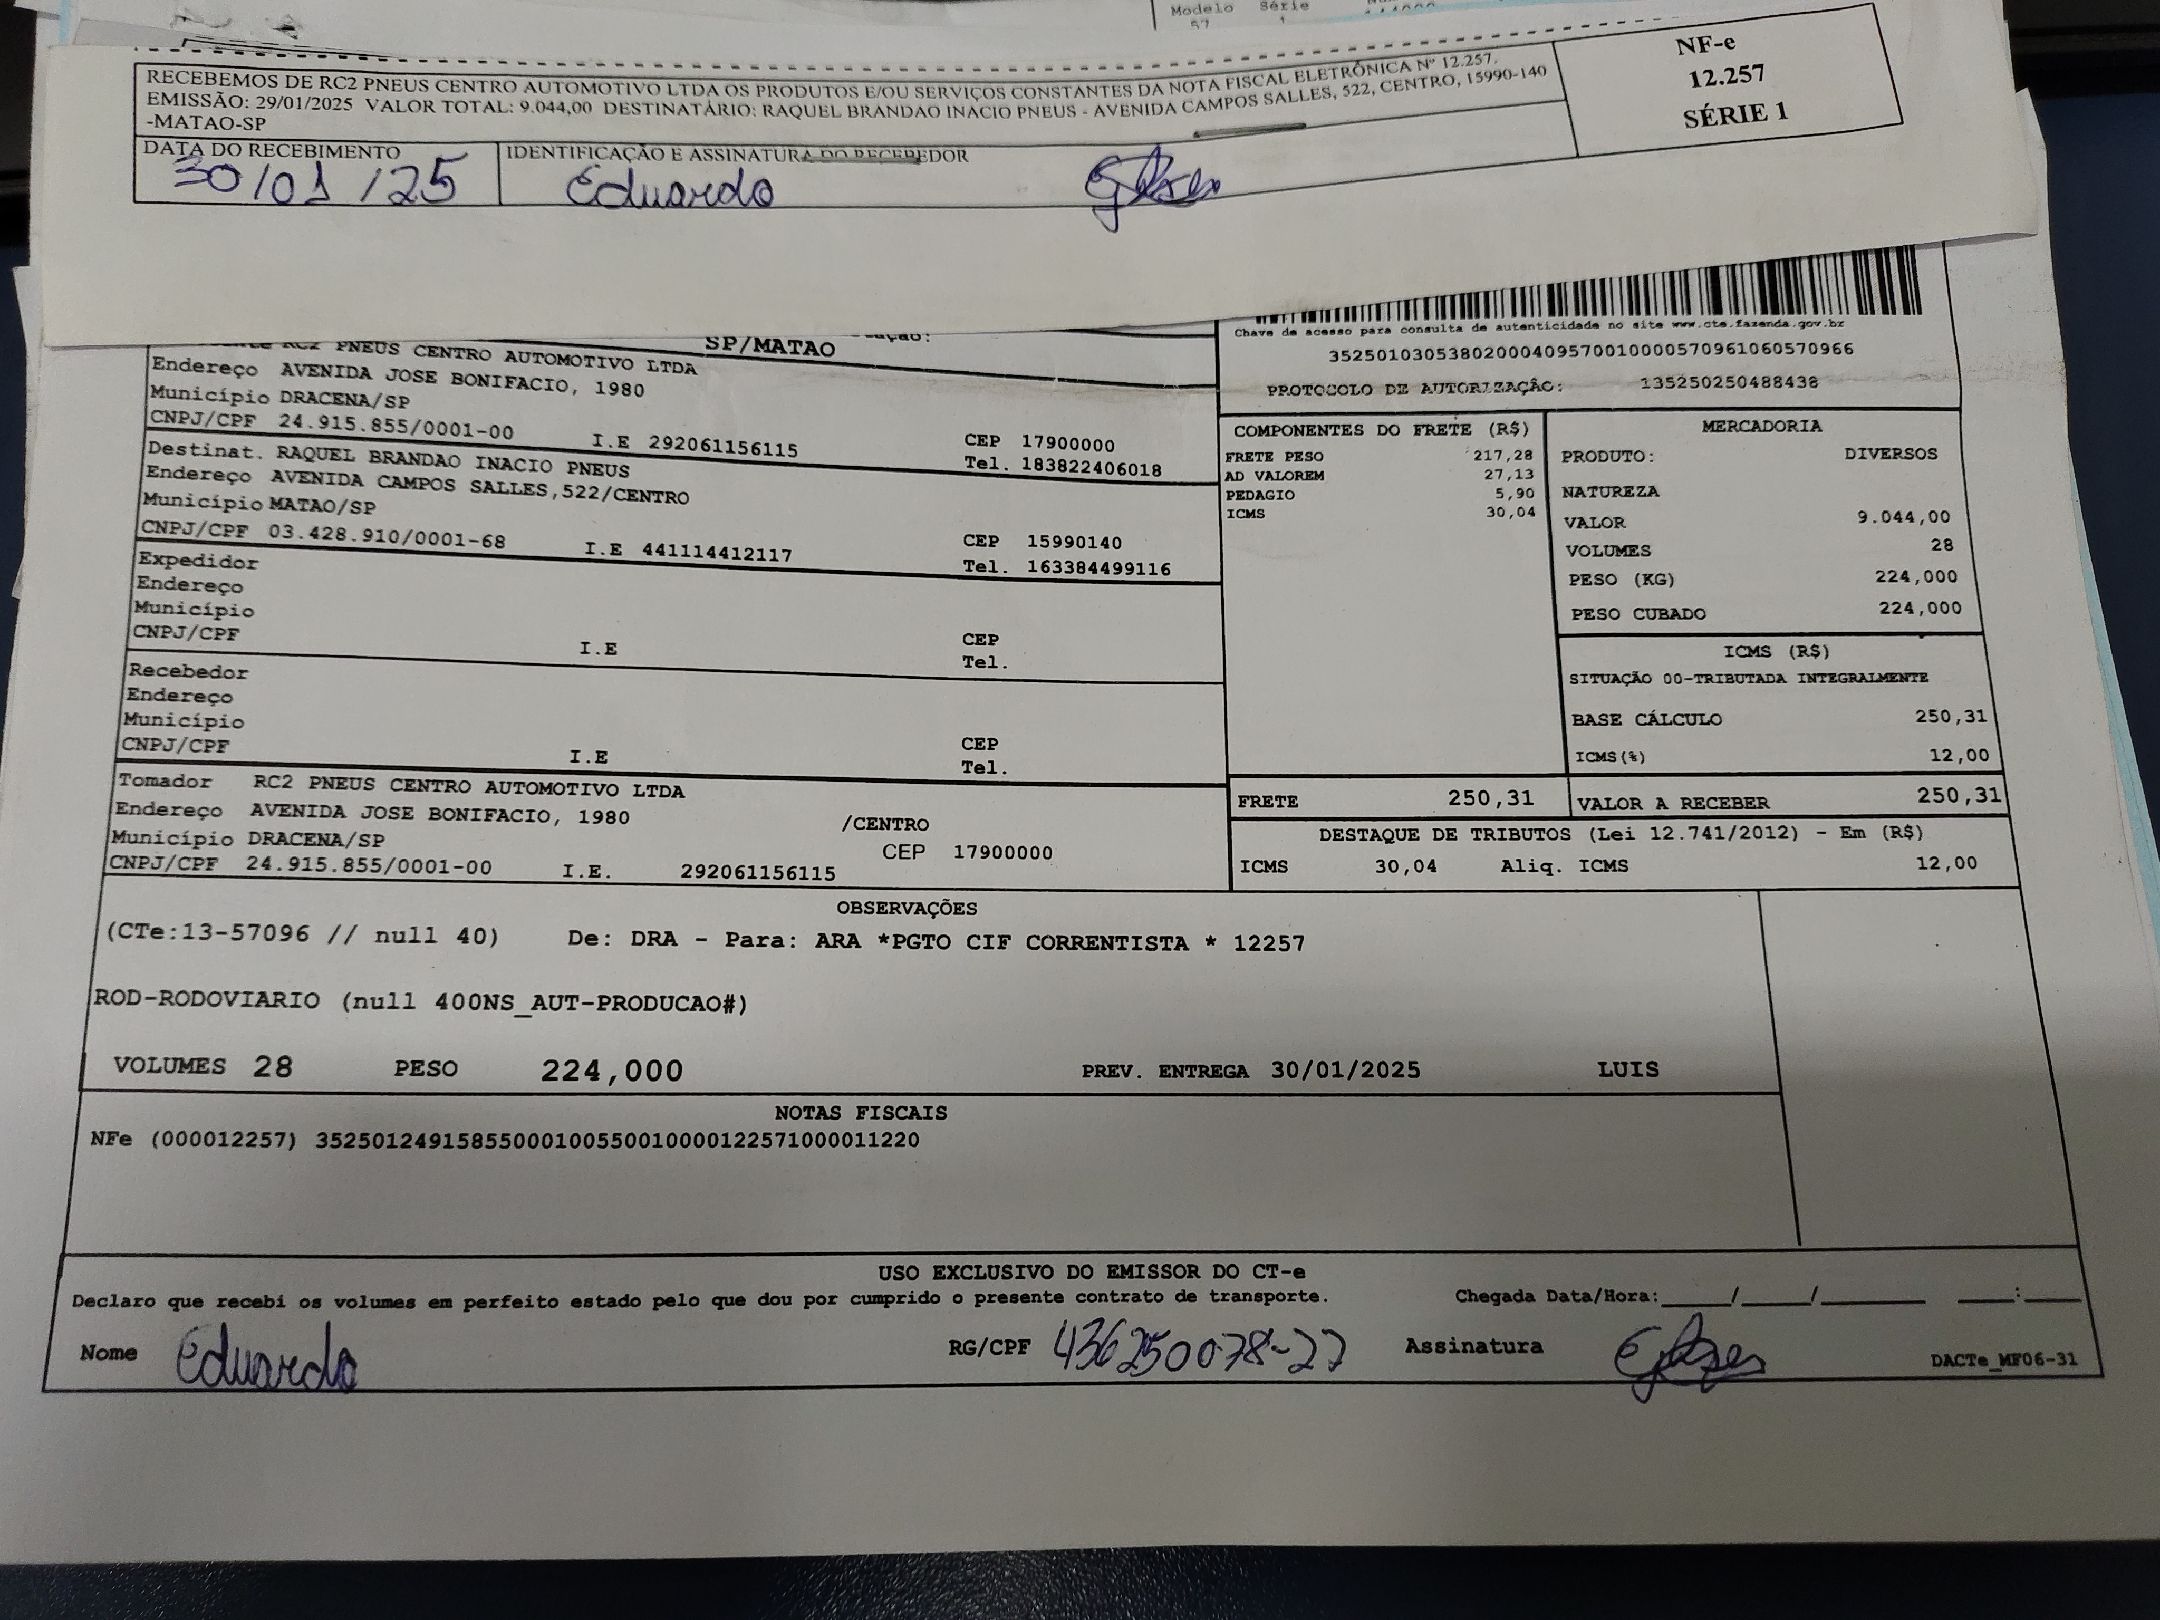 Modelo Série
57 1
RECEBEMOS DE RC2 PNEUS CENTRO AUTOMOTIVO LTDA OS PRODUTOS E/OU SERVIÇOS CONSTANTES DA NOTA FISCAL ELETRÔNICA Nº 12.257.
EMISSÃO: 29/01/2025 VALOR TOTAL: 9.044,00 DESTINATÁRIO: RAQUEL BRANDAO INACIO PNEUS - AVENIDA CAMPOS SALLES, 522, CENTRO, 15990-140
-MATAO-SP
NF-e
12.257
SÉRIE 1
DATA DO RECEBIMENTO
30/01/25
IDENTIFICAÇÃO E ASSINATURA DO RECEBEDOR
Eduardo
SP/MATAO
Chave de acesso para consulta de autenticidade no site www.cte.fazenda.gov.br
35250103053802000409570010000570961060570966
PROTOCOLO DE AUTORIZAÇÃO: 135250250488438
RC2 PNEUS CENTRO AUTOMOTIVO LTDA
Endereço AVENIDA JOSE BONIFACIO, 1980
Município DRACENA/SP
CNPJ/CPF 24.915.855/0001-00 I.E 292061156115
CEP 17900000
Tel. 183822406018
Destinat. RAQUEL BRANDAO INACIO PNEUS
Endereço AVENIDA CAMPOS SALLES,522/CENTRO
Município MATAO/SP
CNPJ/CPF 03.428.910/0001-68 I.E 441114412117
CEP 15990140
Tel. 163384499116
Expedidor
Endereço
Município
CNPJ/CPF I.E CEP
Tel.
Recebedor
Endereço
Município
CNPJ/CPF I.E CEP
Tel.
Tomador RC2 PNEUS CENTRO AUTOMOTIVO LTDA
Endereço AVENIDA JOSE BONIFACIO, 1980 /CENTRO
Município DRACENA/SP CEP 17900000
CNPJ/CPF 24.915.855/0001-00 I.E. 292061156115
COMPONENTES DO FRETE (R$)
FRETE PESO 217,28
AD VALOREM 27,13
PEDAGIO 5,90
ICMS 30,04
MERCADORIA
PRODUTO: DIVERSOS
NATUREZA
VALOR 9.044,00
VOLUMES 28
PESO (KG) 224,000
PESO CUBADO 224,000
ICMS (R$)
SITUAÇÃO 00-TRIBUTADA INTEGRALMENTE
BASE CÁLCULO 250,31
ICMS(%) 12,00
FRETE 250,31 VALOR A RECEBER 250,31
DESTAQUE DE TRIBUTOS (Lei 12.741/2012) - Em (R$)
ICMS 30,04 Aliq. ICMS 12,00
OBSERVAÇÕES
(CTe:13-57096 // null 40) De: DRA - Para: ARA *PGTO CIF CORRENTISTA * 12257
ROD-RODOVIARIO (null 400NS_AUT-PRODUCAO#)
VOLUMES 28 PESO 224,000 PREV. ENTREGA 30/01/2025 LUIS
NOTAS FISCAIS
NFe (000012257) 35250124915855000100550010000122571000011220
USO EXCLUSIVO DO EMISSOR DO CT-e
Declaro que recebi os volumes em perfeito estado pelo que dou por cumprido o presente contrato de transporte. Chegada Data/Hora:____/____/______ ___:___
Nome Eduardo RG/CPF 436250078-27 Assinatura
DACTe_MF06-31